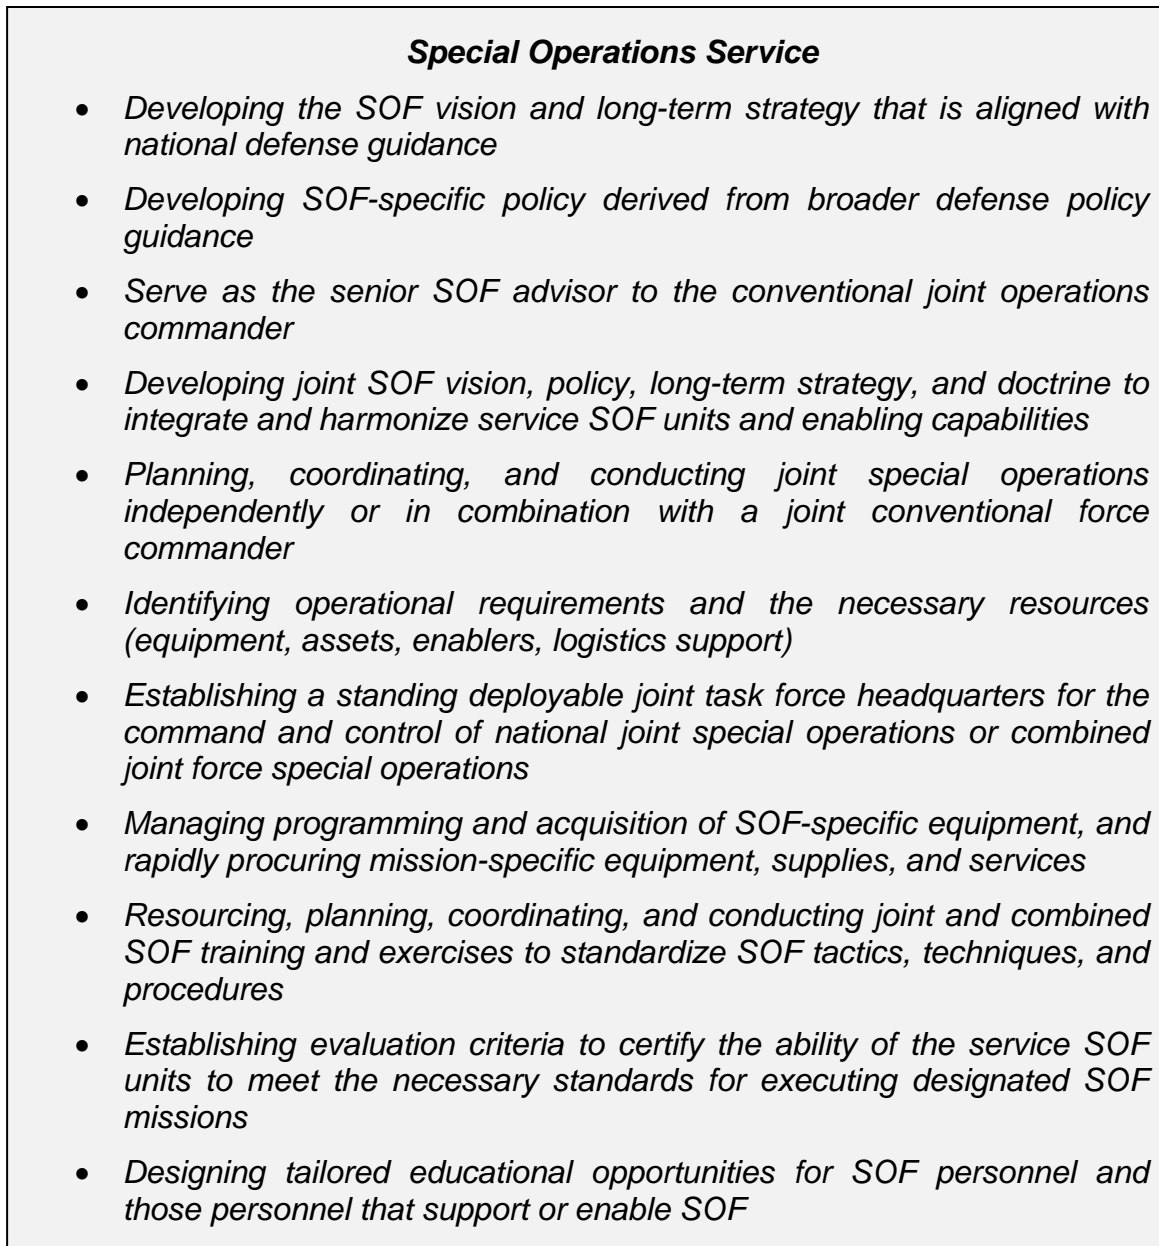 Special Operations Service
• Developing the SOF vision and long-term strategy that is aligned with
national defense guidance
• Developing SOF-specific policy derived from broader defense policy
guidance
• Serve as the senior SOF advisor to the conventional joint operations
commander
• Developing joint SOF vision, policy, long-term strategy, and doctrine to
integrate and harmonize service SOF units and enabling capabilities
• Planning, coordinating, and conducting joint special operations
independently or in combination with a joint conventional force
commander
• Identifying operational requirements and the necessary resources
(equipment, assets, enablers, logistics support)
• Establishing a standing deployable joint task force headquarters for the
command and control of national joint special operations or combined
joint force special operations
• Managing programming and acquisition of SOF-specific equipment, and
rapidly procuring mission-specific equipment, supplies, and services
• Resourcing, planning, coordinating, and conducting joint and combined
SOF training and exercises to standardize SOF tactics, techniques, and
procedures
• Establishing evaluation criteria to certify the ability of the service SOF
units to meet the necessary standards for executing designated SOF
missions
• Designing tailored educational opportunities for SOF personnel and
those personnel that support or enable SOF